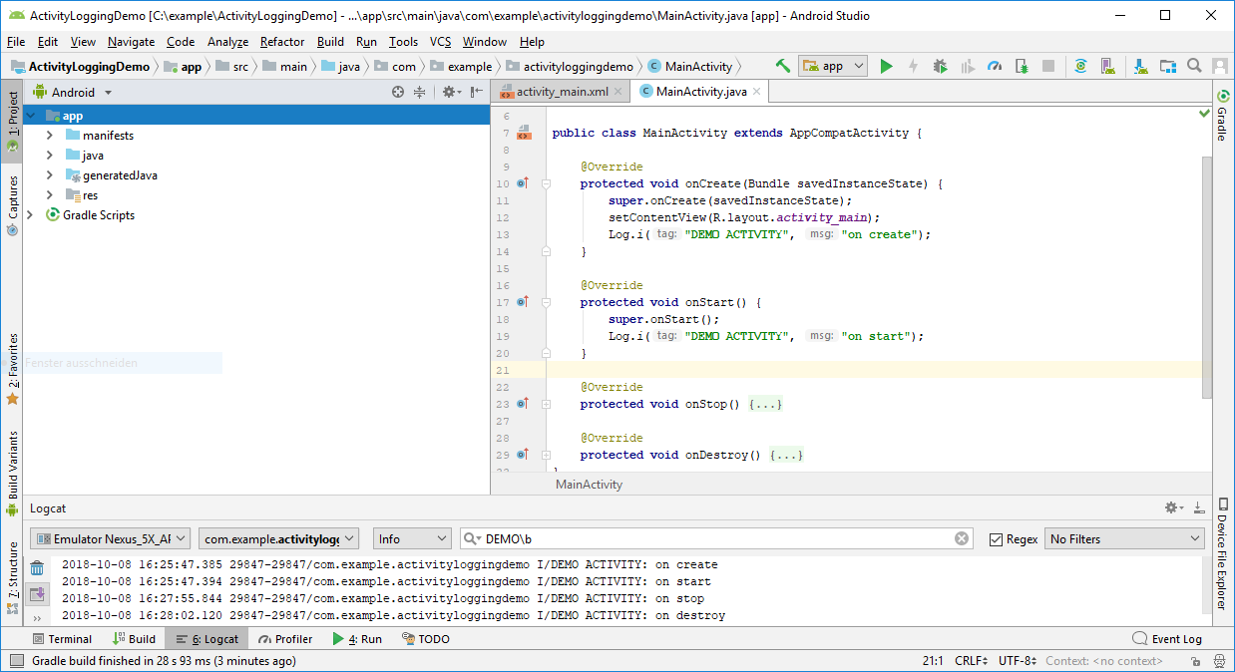 ActivityLoggingDemo [C:\example\ActivityLoggingDemo] - ...\app\src\main\java\com\example\activityloggingdemo\MainActivity.java [app] - Android Studio
File Edit View Navigate Code Analyze Refactor Build Run Tools VCS Window Help
ActivityLoggingDemo app src main java com example activityloggingdemo MainActivity app
1: Project
Captures
2: Favorites
Build Variants
7: Structure
Android
app
manifests
java
generatedJava
res
Gradle Scripts
Fenster ausschneiden
activity_main.xml MainActivity.java
6
7 public class MainActivity extends AppCompatActivity {
8
9 @Override
10 protected void onCreate(Bundle savedInstanceState) {
11 super.onCreate(savedInstanceState);
12 setContentView(R.layout.activity_main);
13 Log.i( tag: "DEMO ACTIVITY", msg: "on create");
14 }
15
16 @Override
17 protected void onStart() {
18 super.onStart();
19 Log.i( tag: "DEMO ACTIVITY", msg: "on start");
20 }
21
22 @Override
23 protected void onStop() {...}
27
28 @Override
29 protected void onDestroy() {...}
MainActivity
Gradle
Device File Explorer
Logcat
Emulator Nexus_5X_AP com.example.activitylogg Info DEMO\b Regex No Filters
2018-10-08 16:25:47.385 29847-29847/com.example.activityloggingdemo I/DEMO ACTIVITY: on create
2018-10-08 16:25:47.394 29847-29847/com.example.activityloggingdemo I/DEMO ACTIVITY: on start
2018-10-08 16:27:55.844 29847-29847/com.example.activityloggingdemo I/DEMO ACTIVITY: on stop
2018-10-08 16:28:02.120 29847-29847/com.example.activityloggingdemo I/DEMO ACTIVITY: on destroy
Terminal Build 6: Logcat Profiler 4: Run TODO Event Log
Gradle build finished in 28 s 93 ms (3 minutes ago) 21:1 CRLF UTF-8 Context: <no context>